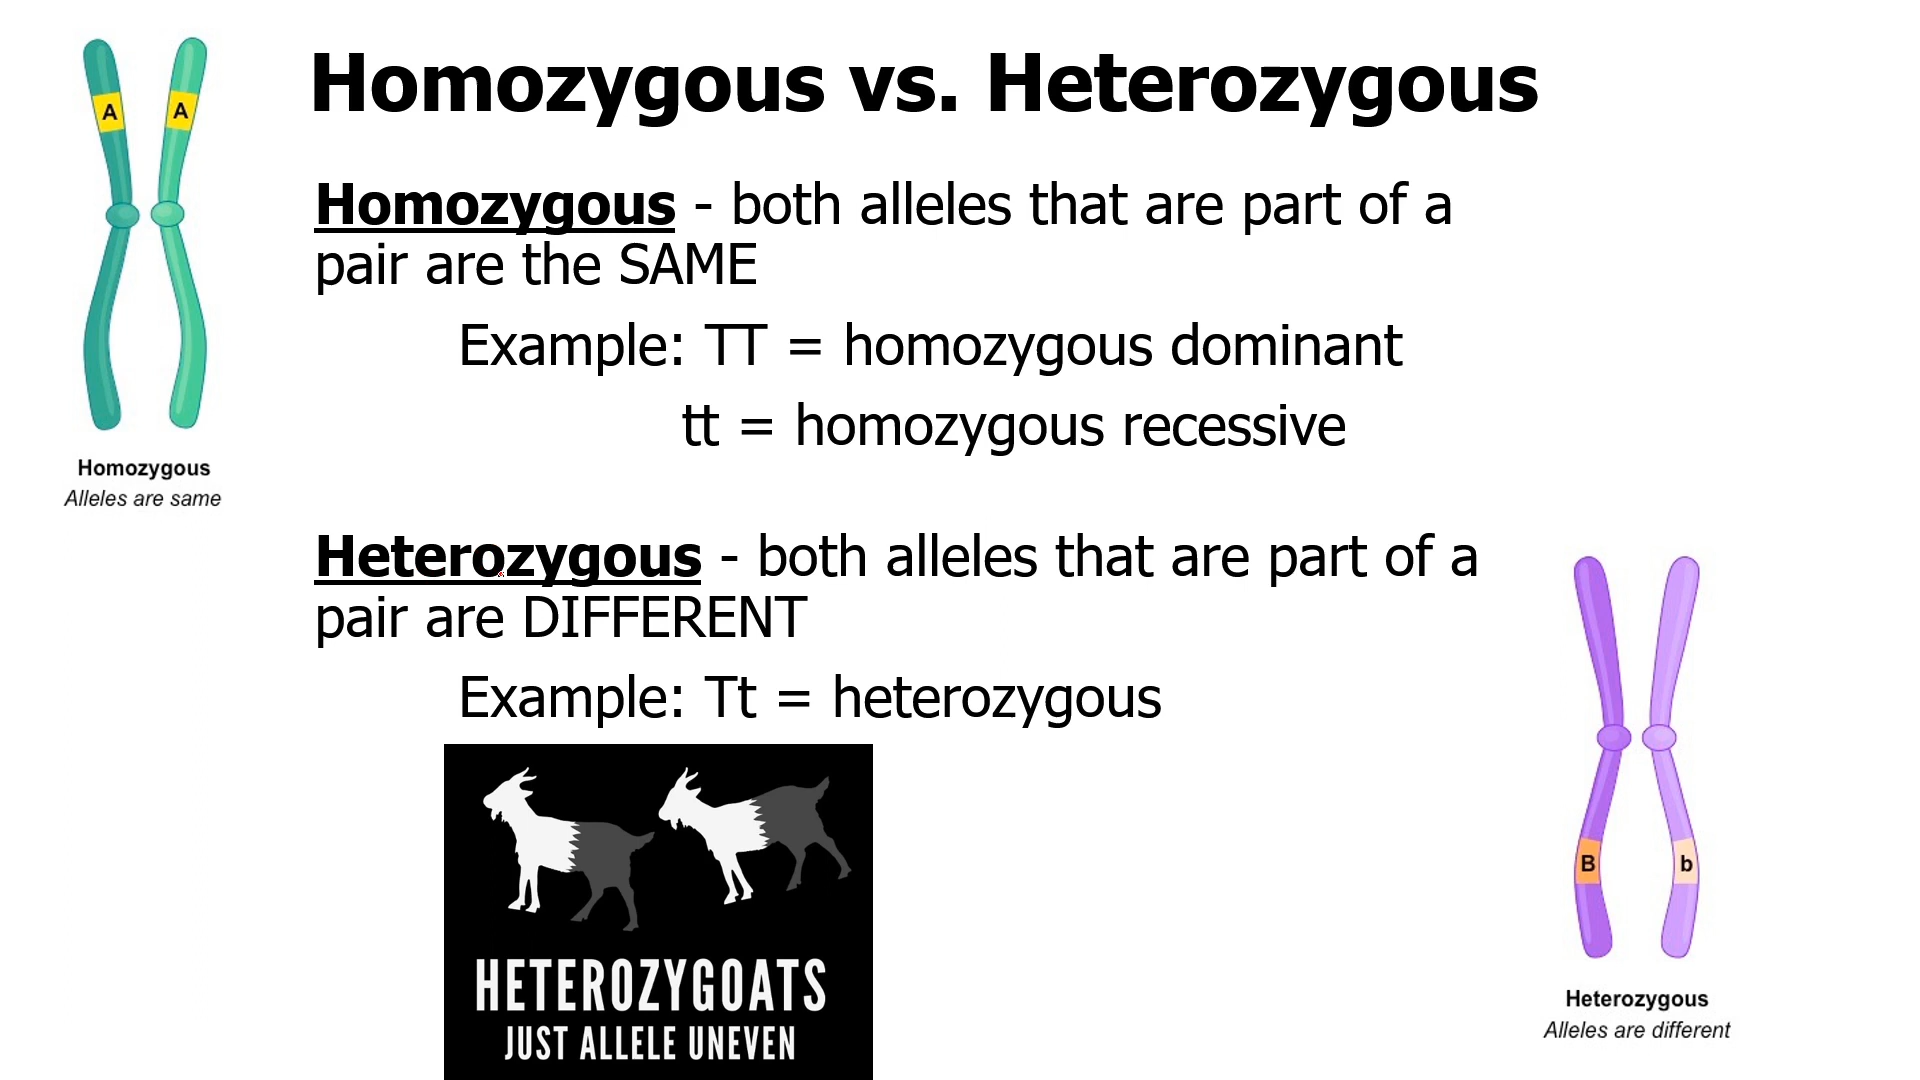 Homozygous vs. Heterozygous
A A
Homozygous - both alleles that are part of a
pair are the SAME
Example: TT = homozygous dominant
tt = homozygous recessive
Homozygous
Alleles are same
Heterozygous - both alleles that are part of a
pair are DIFFERENT
Example: Tt = heterozygous
HETEROZYGOATS
JUST ALLELE UNEVEN
B b
Heterozygous
Alleles are different